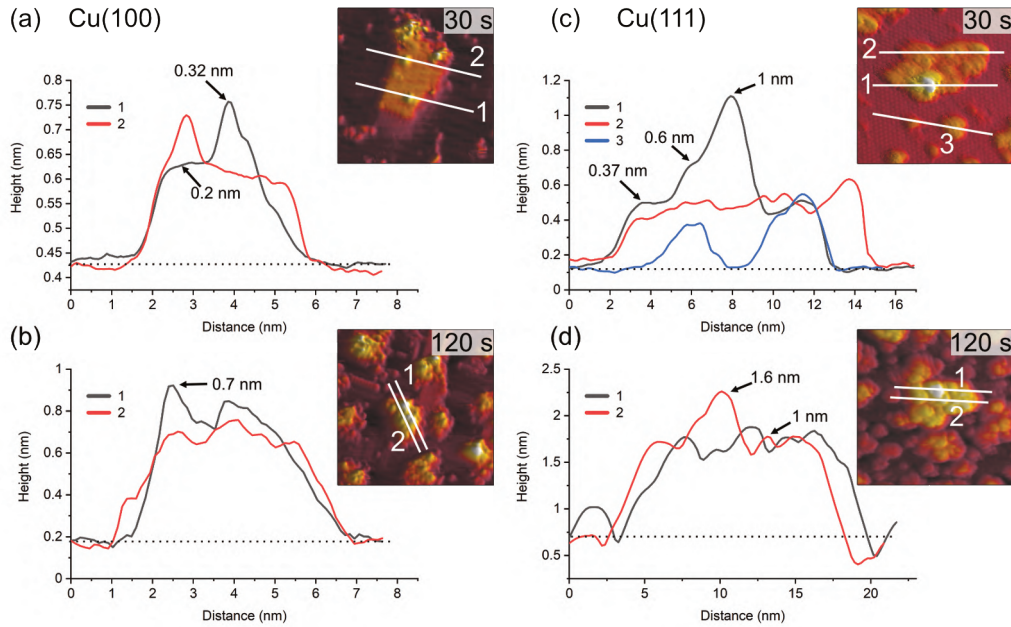 (a) Cu(100)
30 s
2
1
0.32 nm
0.2 nm
1
2
Height (nm)
0.8
0.75
0.7
0.65
0.6
0.55
0.5
0.45
0.4
0 1 2 3 4 5 6 7 8
Distance (nm)
(c) Cu(111)
30 s
2
1
3
1 nm
0.6 nm
0.37 nm
1
2
3
Height (nm)
1.2
1.0
0.8
0.6
0.4
0.2
0
0 2 4 6 8 10 12 14 16
Distance (nm)
(b)
120 s
1
2
0.7 nm
1
2
Height (nm)
1
0.8
0.6
0.4
0.2
0
0 1 2 3 4 5 6 7 8
Distance (nm)
(d)
120 s
1
2
1.6 nm
1 nm
1
2
Height (nm)
2.5
2.0
1.5
1.0
0.5
0 5 10 15 20
Distance (nm)